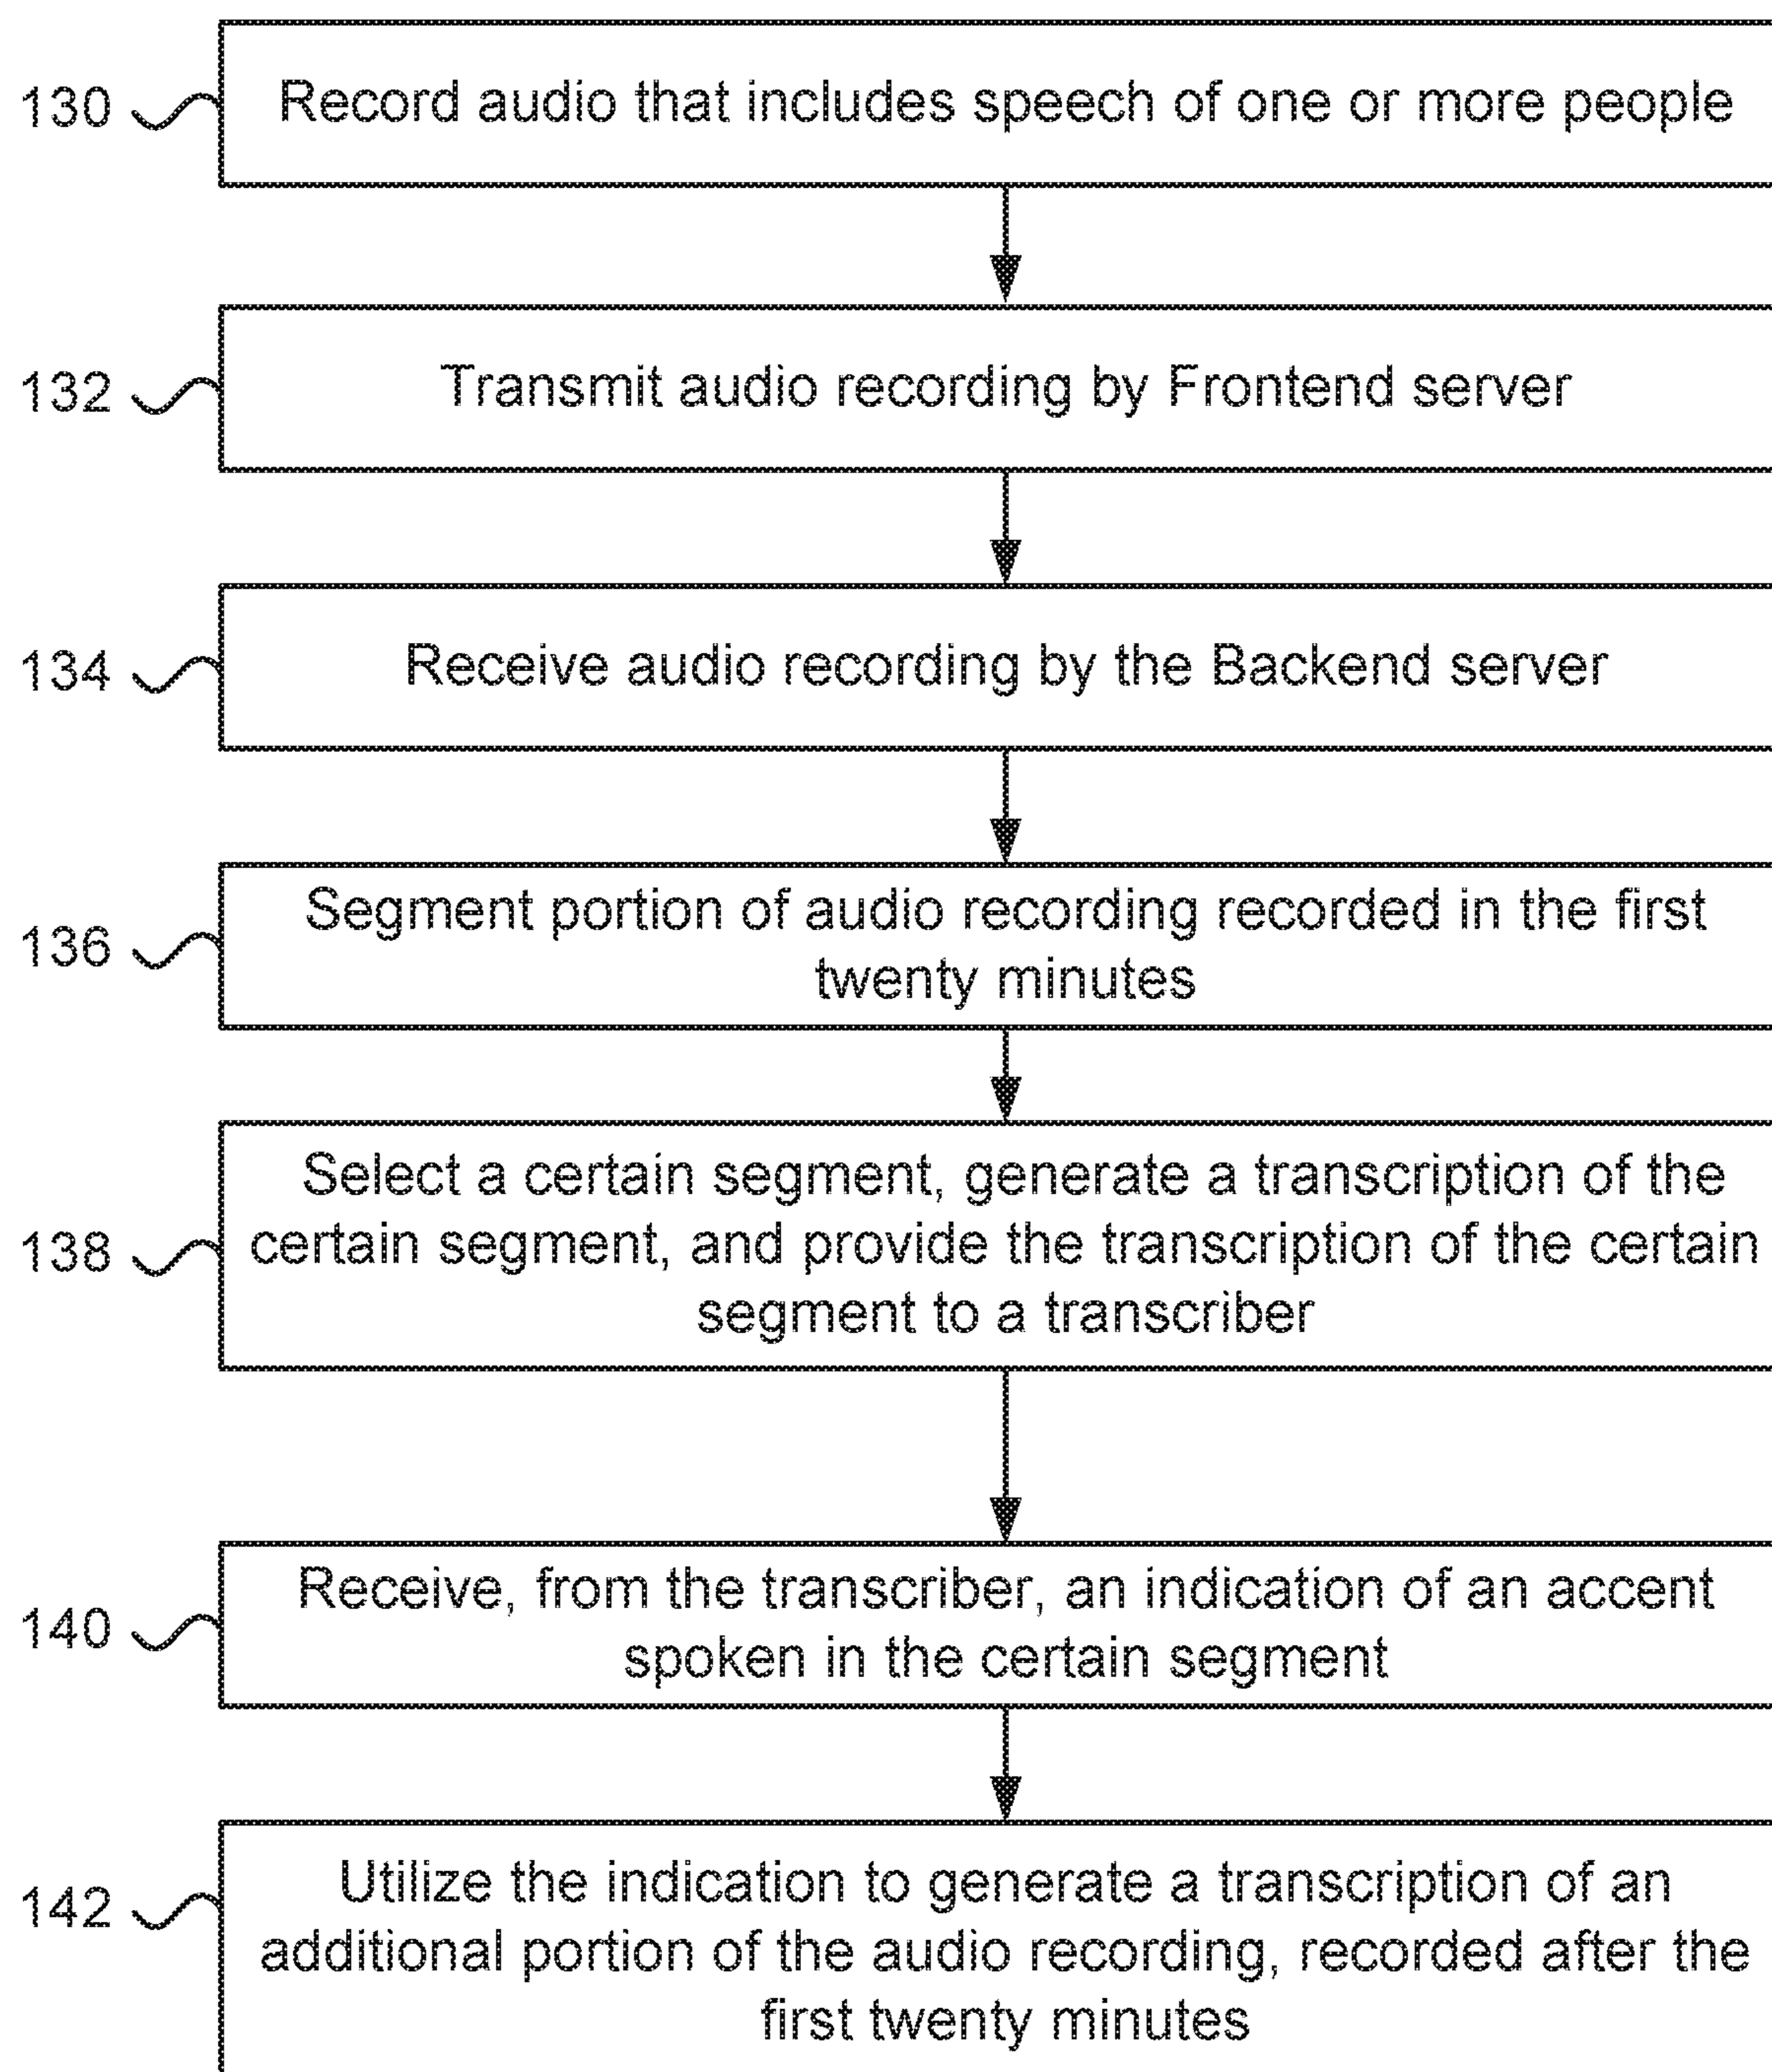 130
Record audio that includes speech of one or more people
132
Transmit audio recording by Frontend server
134
Receive audio recording by the Backend server
136
Segment portion of audio recording recorded in the first
twenty minutes
138
Select a certain segment, generate a transcription of the
certain segment, and provide the transcription of the certain
segment to a transcriber
140
Receive, from the transcriber, an indication of an accent
spoken in the certain segment
142
Utilize the indication to generate a transcription of an
additional portion of the audio recording, recorded after the
first twenty minutes